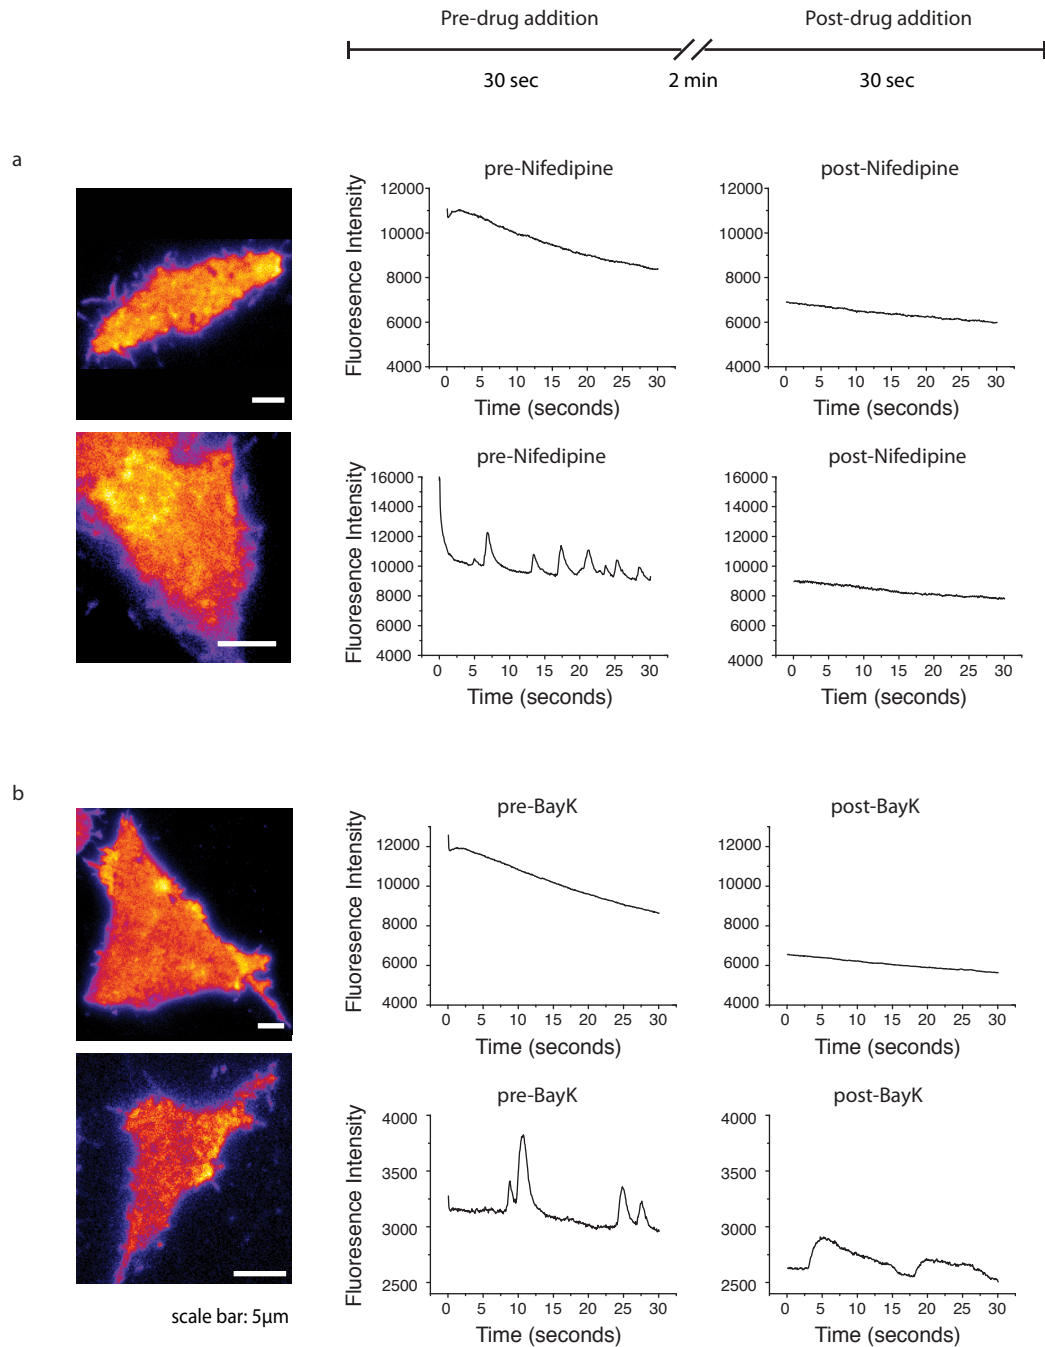 Pre-drug addition Post-drug addition
30 sec 2 min 30 sec
a
pre-Nifedipine post-Nifedipine
Fluoresence Intensity
12000
10000
8000
6000
4000
0 5 10 15 20 25 30
Time (seconds)
12000
10000
8000
6000
4000
0 5 10 15 20 25 30
Time (seconds)
pre-Nifedipine post-Nifedipine
Fluoresence Intensity
16000
14000
12000
10000
8000
6000
4000
0 5 10 15 20 25 30
Time (seconds)
16000
14000
12000
10000
8000
6000
4000
0 5 10 15 20 25 30
Tiem (seconds)
b
pre-BayK post-BayK
Fluoresence Intensity
12000
10000
8000
6000
4000
0 5 10 15 20 25 30
Time (seconds)
12000
10000
8000
6000
4000
0 5 10 15 20 25 30
Time (seconds)
pre-BayK post-BayK
Fluoresence Intensity
4000
3500
3000
2500
0 5 10 15 20 25 30
Time (seconds)
4000
3500
3000
2500
0 5 10 15 20 25 30
Time (seconds)
scale bar: 5µm